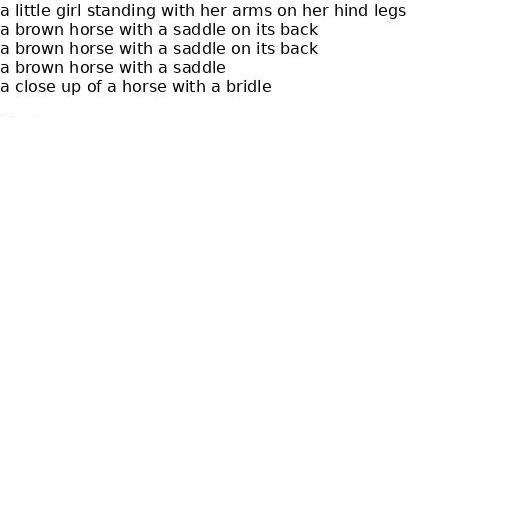 a little girl standing with her arms on her hind legs
a brown horse with a saddle on its back
a brown horse with a saddle on its back
a brown horse with a saddle
a close up of a horse with a bridle